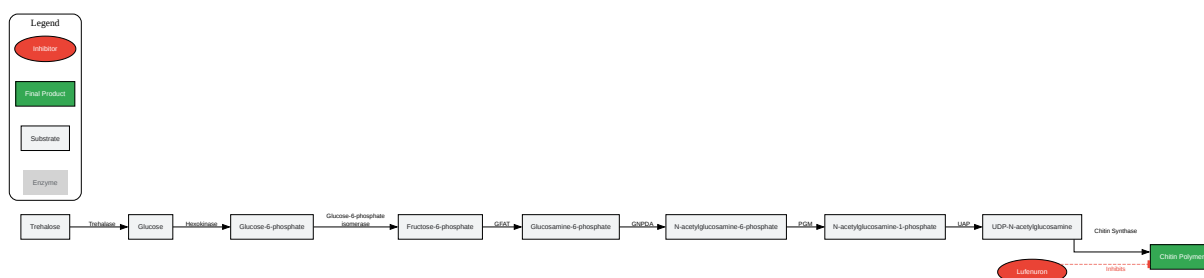 Legend
Inhibitor
Final Product
Substrate
Enzyme
Trehalose
Trehalase
Glucose
Hexokinase
Glucose-6-phosphate
Glucose-6-phosphate
isomerase
Fructose-6-phosphate
GFAT
Glucosamine-6-phosphate
GNPDA
N-acetylglucosamine-6-phosphate
PGM
N-acetylglucosamine-1-phosphate
UAP
UDP-N-acetylglucosamine
Chitin Synthase
Chitin Polymer
Lufenuron
Inhibits